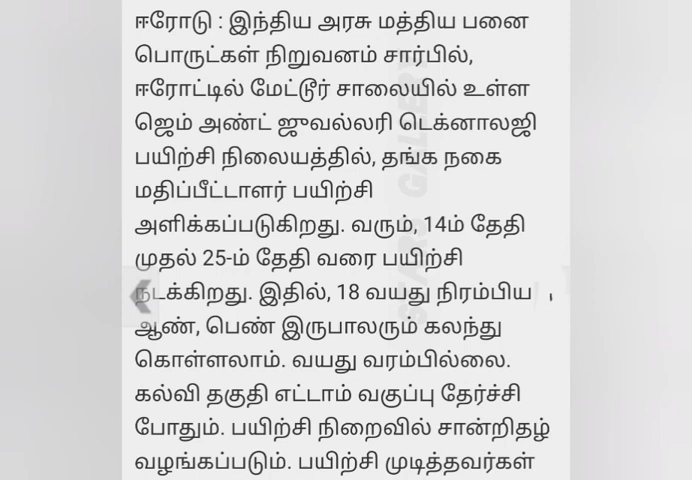 ஈரோடு : இந்திய அரசு மத்திய பனை
பொருட்கள் நிறுவனம் சார்பில்,
ஈரோட்டில் மேட்டூர் சாலையில் உள்ள
ஜெம் அண்ட் ஜுவல்லரி டெக்னாலஜி
பயிற்சி நிலையத்தில், தங்க நகை
மதிப்பீட்டாளர் பயிற்சி
அளிக்கப்படுகிறது. வரும், 14ம் தேதி
முதல் 25-ம் தேதி வரை பயிற்சி
நடக்கிறது. இதில், 18 வயது நிரம்பிய
ஆண், பெண் இருபாலரும் கலந்து
கொள்ளலாம். வயது வரம்பில்லை.
கல்வி தகுதி எட்டாம் வகுப்பு தேர்ச்சி
போதும். பயிற்சி நிறைவில் சான்றிதழ்
வழங்கப்படும். பயிற்சி முடித்தவர்கள்